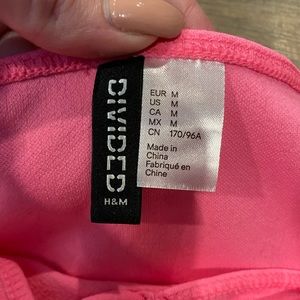 DIVIDED
H&M
EUR M
US M
CA M
MX M
CN 170/96A
Made in
China
Fabriqué en
Chine